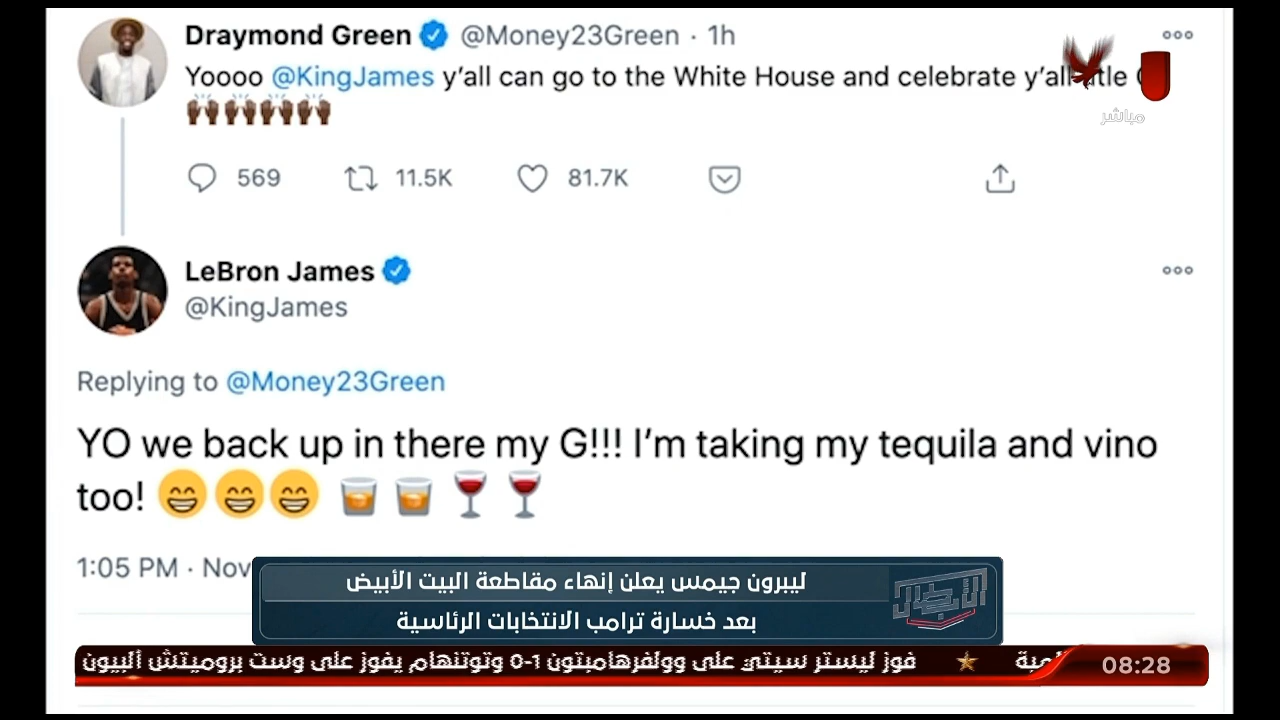 Draymond Green @Money23Green · 1h
Yoooo @KingJames y'all can go to the White House and celebrate y'all title
🙌🏿🙌🏿🙌🏿🙌🏿
مباشر
569 11.5K 81.7K
LeBron James
@KingJames
Replying to @Money23Green
YO we back up in there my G!!! I'm taking my tequila and vino
too! 😁😁😁 🥃🥃🍷🍷
1:05 PM · Nov
ليبرون جيمس يعلن إنهاء مقاطعة البيت الأبيض
بعد خسارة ترامب الانتخابات الرئاسية
الأبطال
فوز ليستر سيتي على وولفرهامبتون 1-0 وتوتنهام يفوز على وست بروميتش ألبيون
08:28